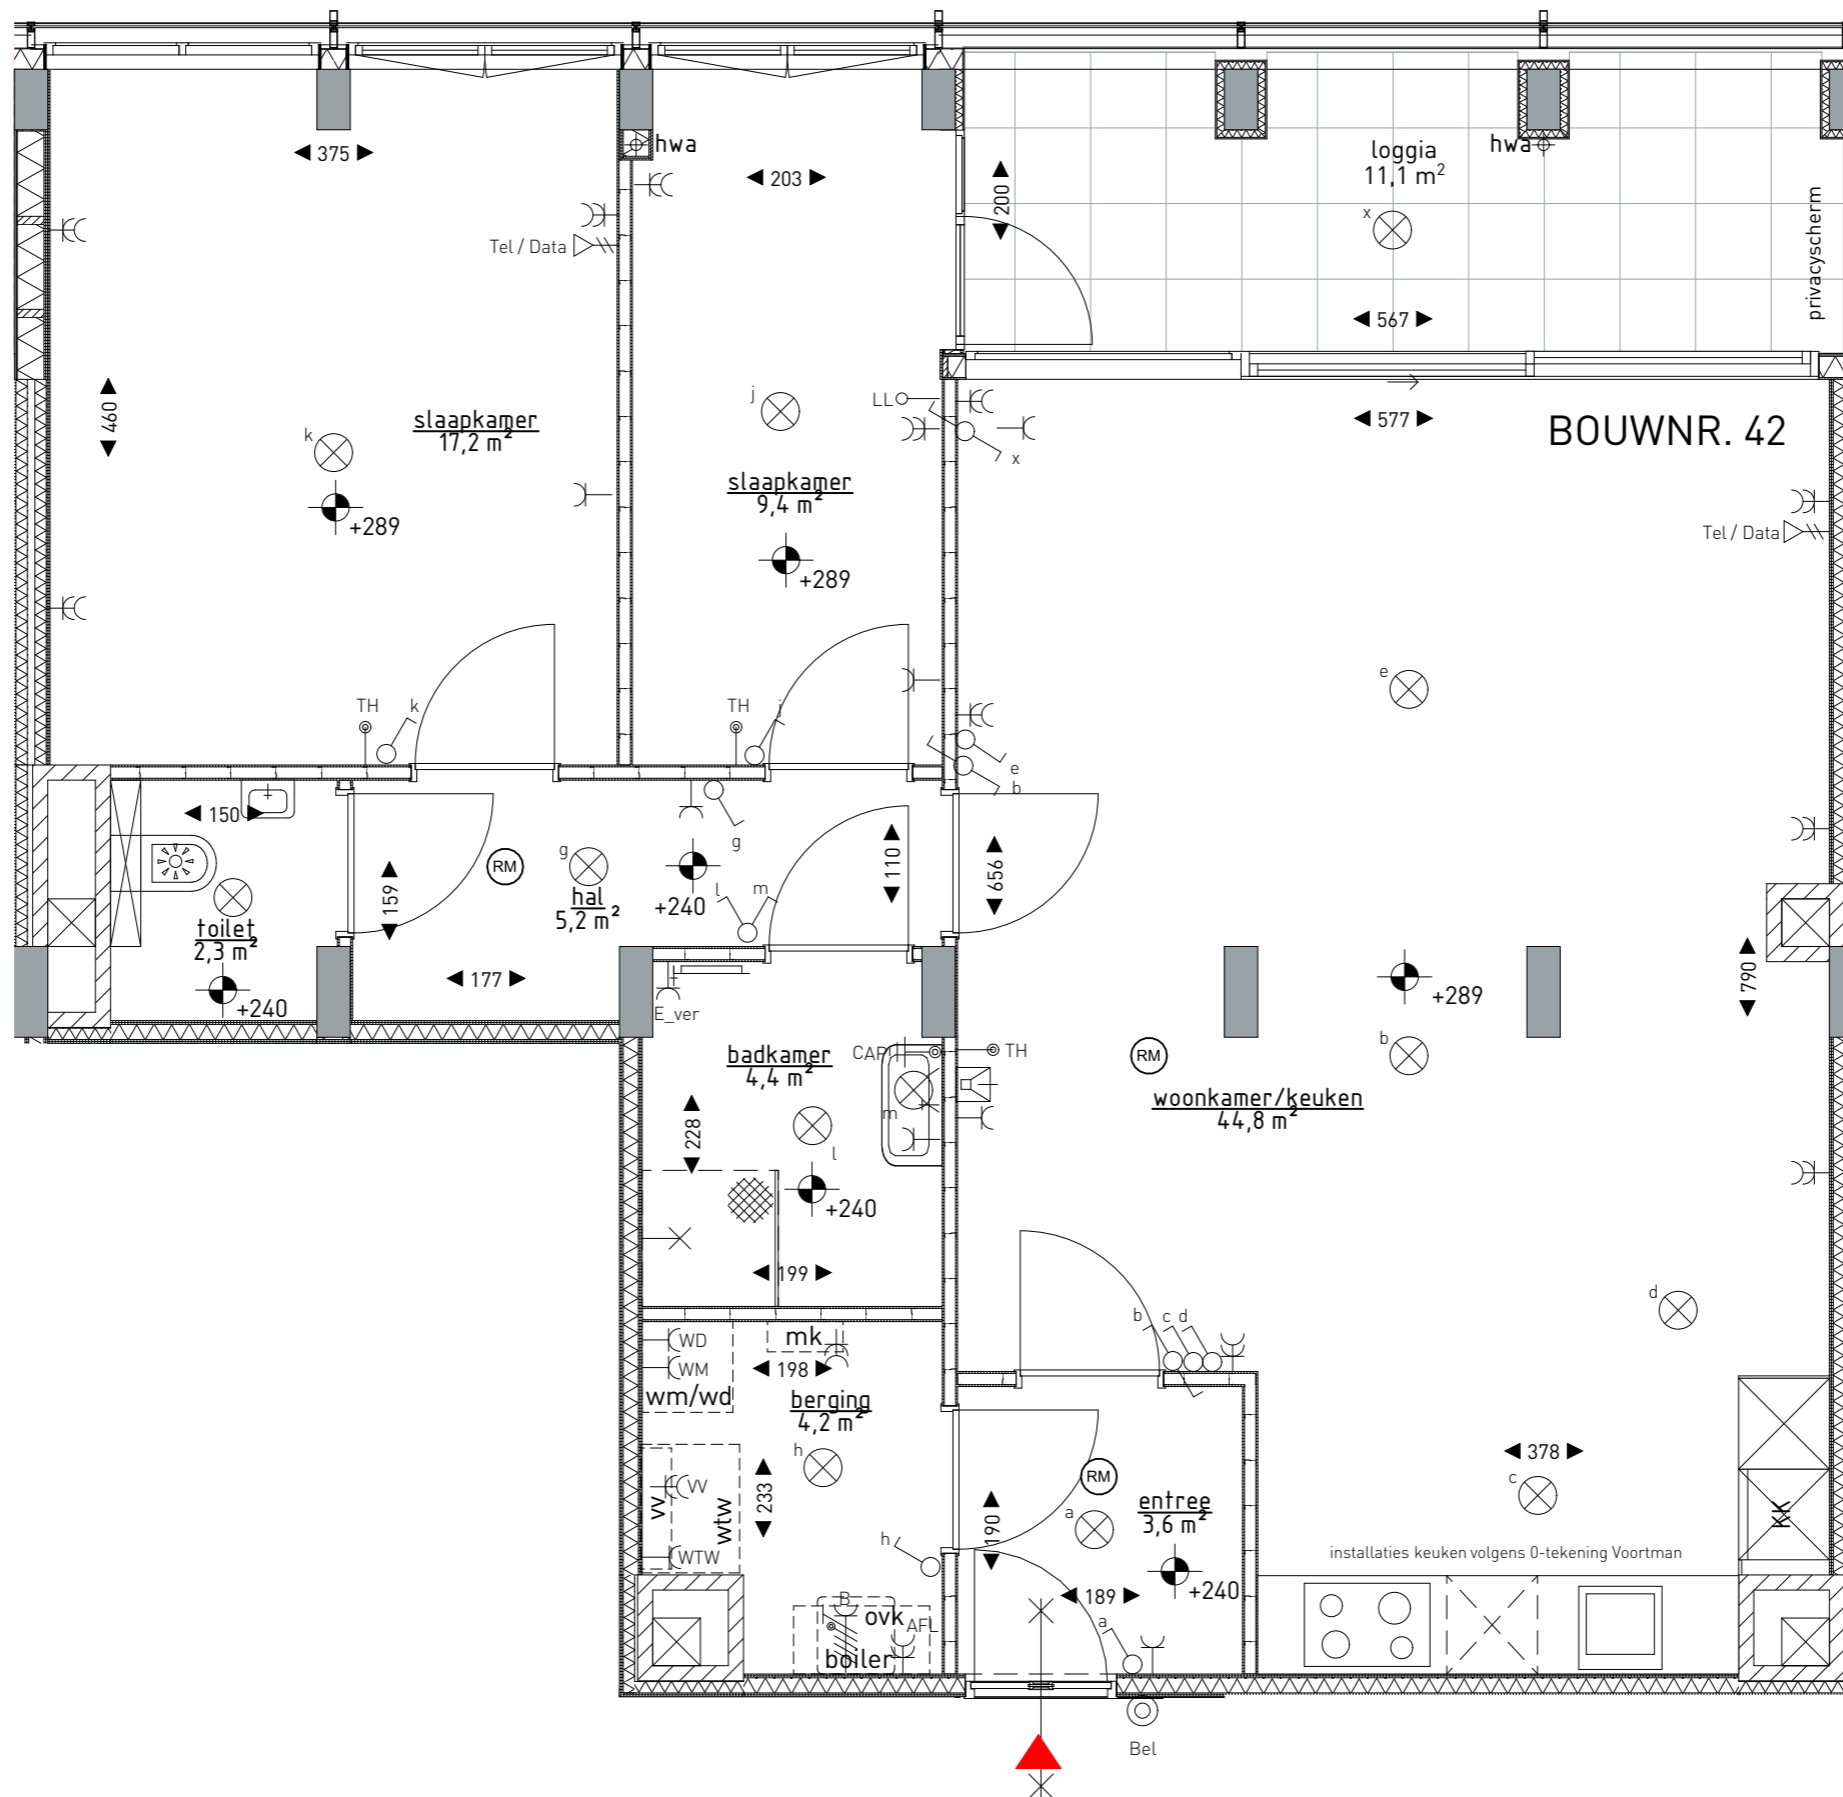 hwa
375
203
loggia
11,1 m²
hwa
200
Tel / Data
x
privacyscherm
567
460
k
slaapkamer
17,2 m²
+289
j
LL
slaapkamer
9,4 m²
+289
x
577
BOUWNR. 42
Tel / Data
e
TH
k
TH
j
e
b
150
g
159
RM
g
hal
5,2 m²
+240
l
m
110
656
toilet
2,3 m²
+240
177
E_ver
790
+289
b
badkamer
4,4 m²
CAP
TH
RM
m
228
l
+240
woonkamer/keuken
44,8 m²
199
d
b
c
d
WD
WM
wm/wd
mk
198
berging
4,2 m²
h
vv
VV
wtw
WTW
233
h
RM
a
entree
3,6 m²
190
+240
189
a
378
c
KK
installaties keuken volgens 0-tekening Voortman
B
ovk
AFL
boiler
Bel